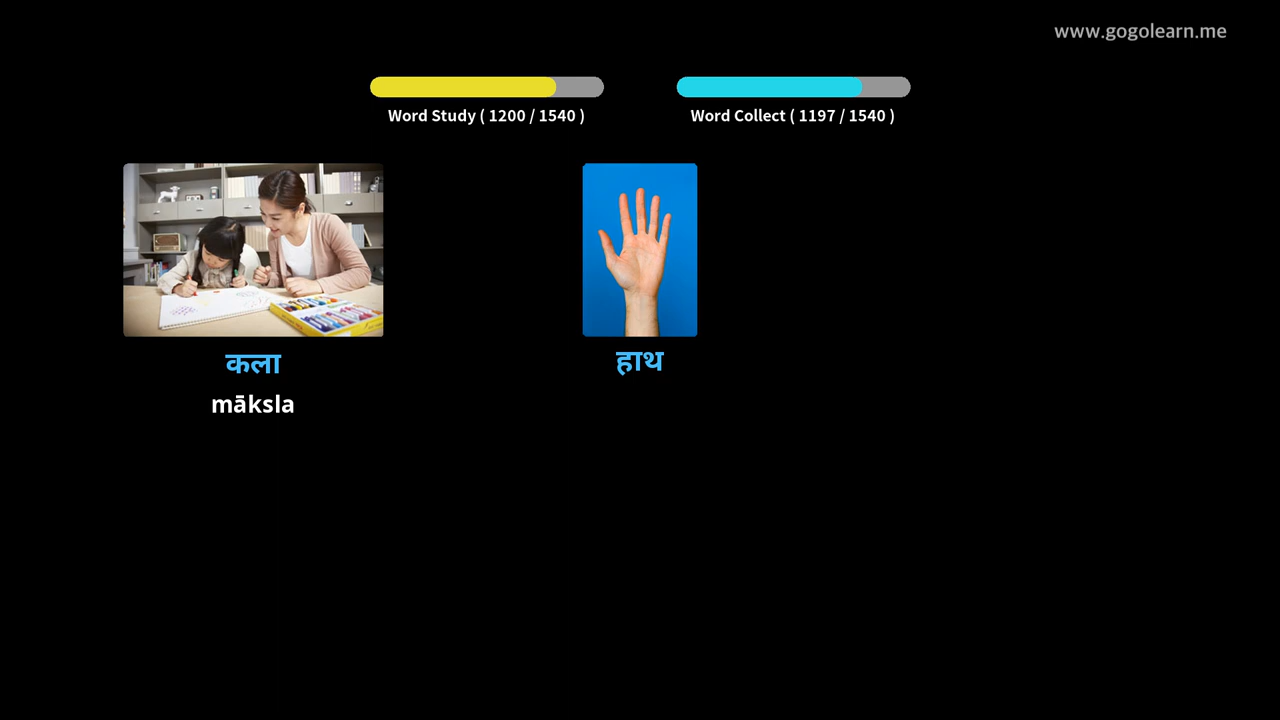 www.gogolearn.me
Word Study ( 1200 / 1540 )
Word Collect ( 1197 / 1540 )
कला
māksla
हाथ